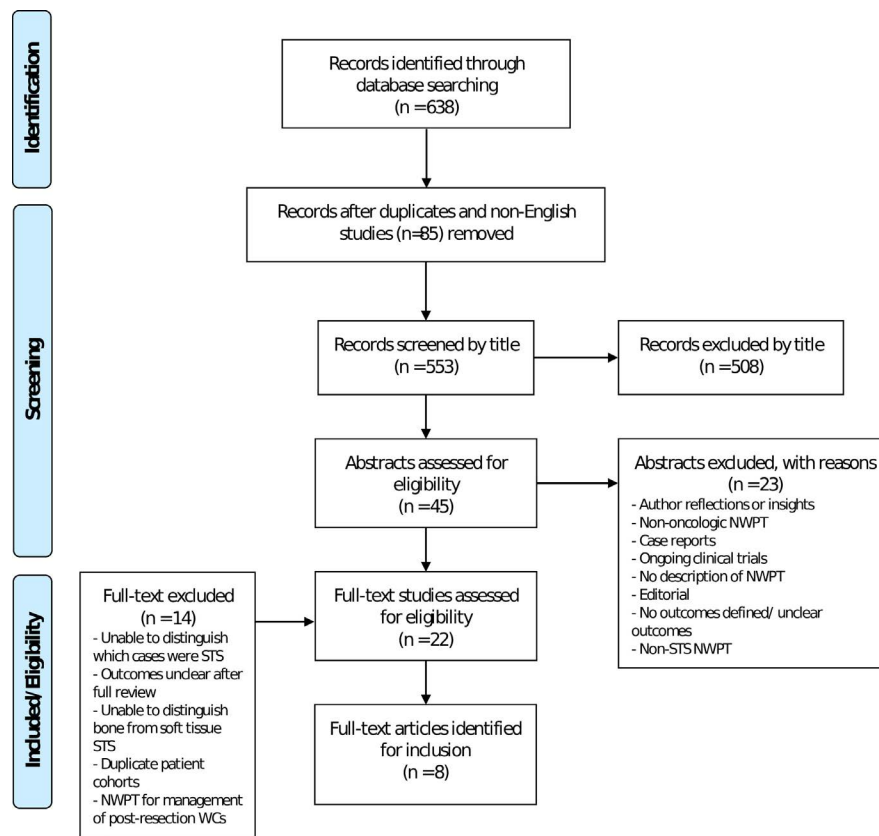 Identification
Records identified through
database searching
(n = 638)
Records after duplicates and non-English
studies (n=85) removed
Screening
Records screened by title
(n = 553)
Records excluded by title
(n = 508)
Abstracts assessed for
eligibility
(n = 45)
Abstracts excluded, with reasons
(n = 23)
- Author reflections or insights
- Non-oncologic NWPT
- Case reports
- Ongoing clinical trials
- No description of NWPT
- Editorial
- No outcomes defined/ unclear
outcomes
- Non-STS NWPT
Included/Eligibility
Full-text excluded
(n = 14)
- Unable to distinguish
which cases were STS
- Outcomes unclear after
full review
- Unable to distinguish
bone from soft tissue
STS
- Duplicate patient
cohorts
- NWPT for management
of post-resection WCs
Full-text studies assessed
for eligibility
(n = 22)
Full-text articles identified
for inclusion
(n = 8)